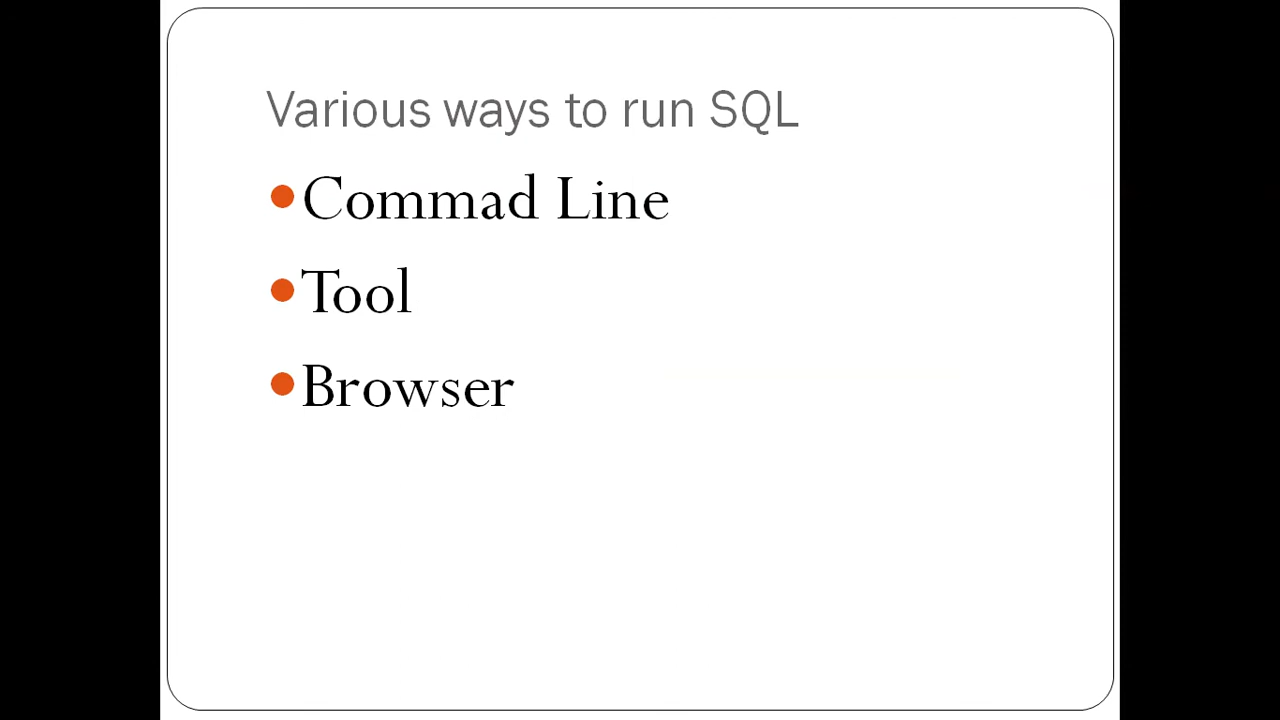 Various ways to run SQL
•Commad Line
•Tool
•Browser